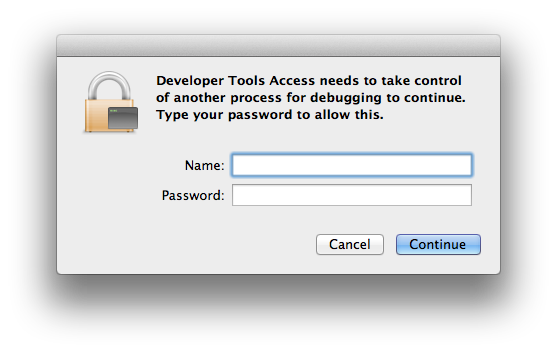 Developer Tools Access needs to take control
of another process for debugging to continue.
Type your password to allow this.
Name:
Password:
Cancel Continue